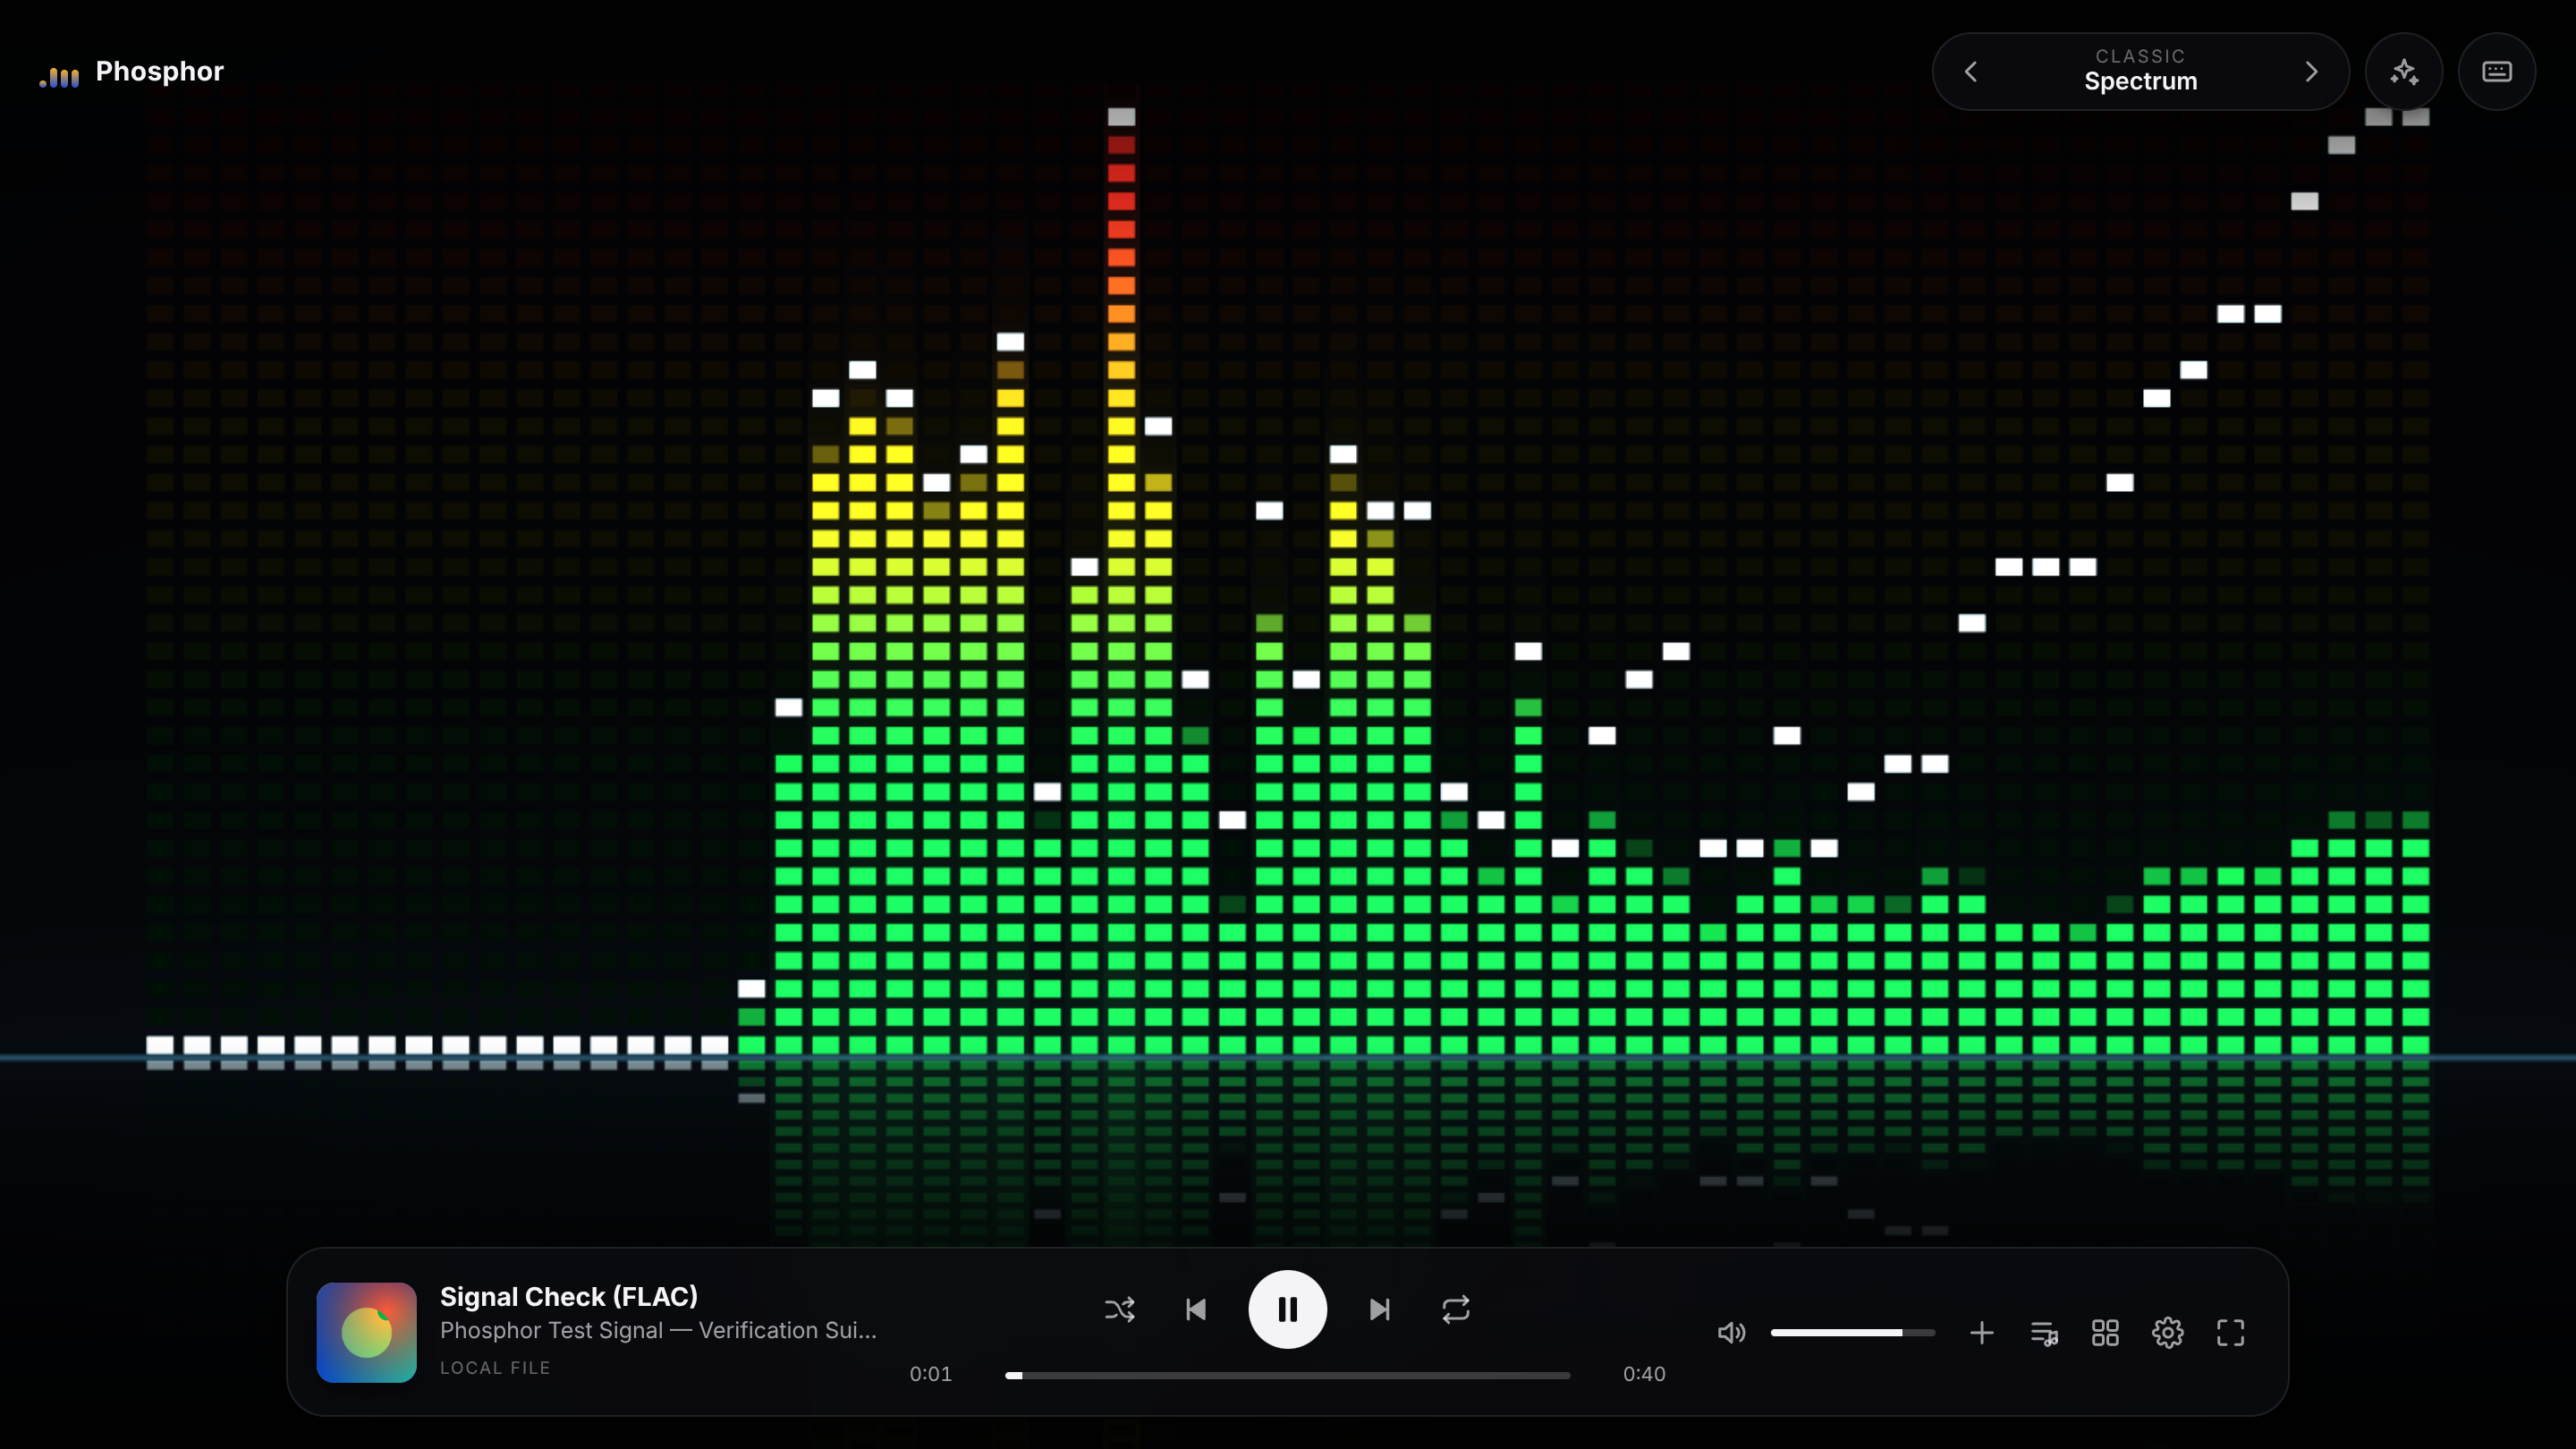 Phosphor
CLASSIC
Spectrum
Signal Check (FLAC)
Phosphor Test Signal — Verification Sui...
LOCAL FILE
0:01
0:40